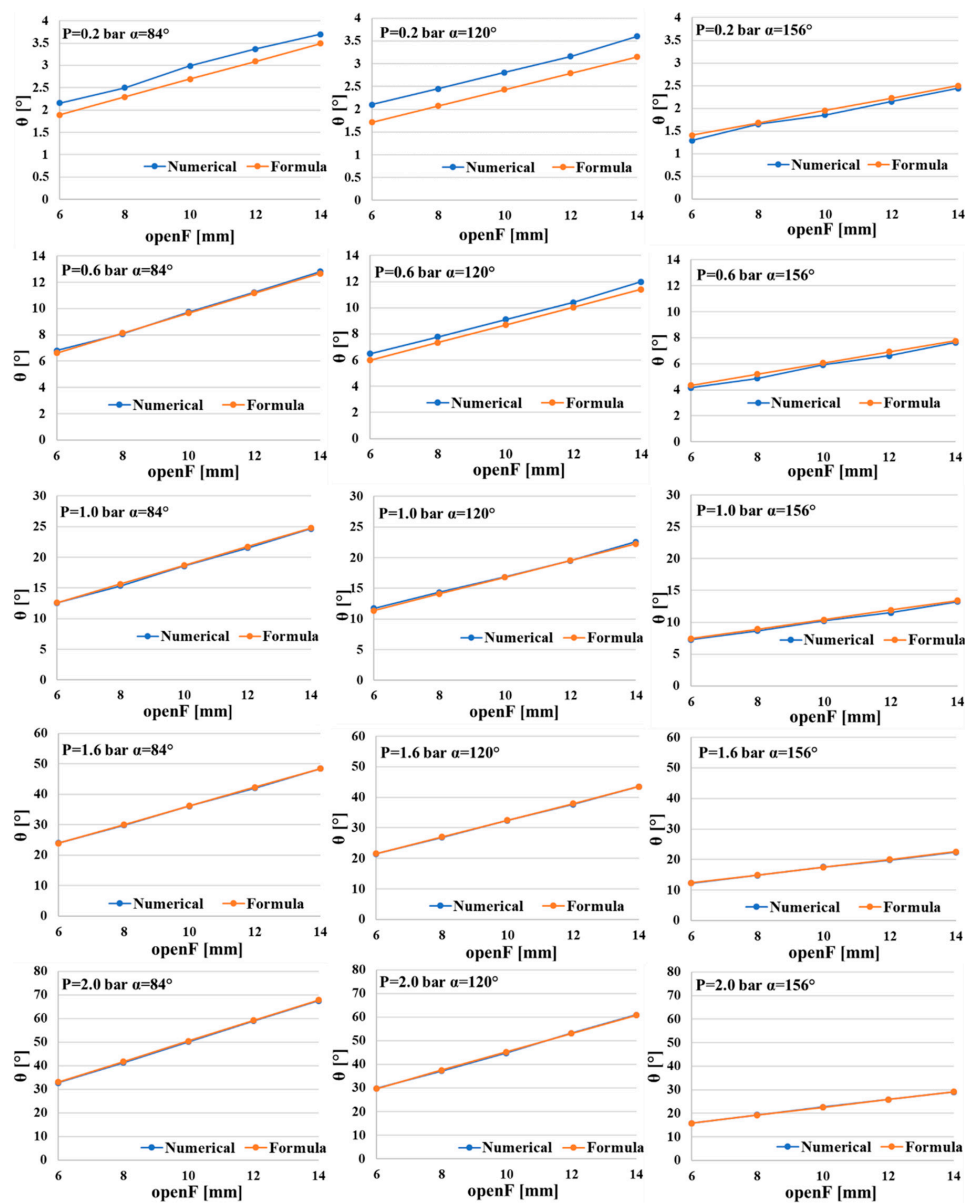 P=0.2 bar α=84°
θ [°]
4
3.5
3
2.5
2
1.5
1
0.5
0
Numerical
Formula
6
8
10
12
14
openF [mm]
P=0.2 bar α=120°
θ [°]
4
3.5
3
2.5
2
1.5
1
0.5
0
Numerical
Formula
6
8
10
12
14
openF [mm]
P=0.2 bar α=156°
θ [°]
4
3.5
3
2.5
2
1.5
1
0.5
0
Numerical
Formula
6
8
10
12
14
openF [mm]
P=0.6 bar α=84°
θ [°]
14
12
10
8
6
4
2
0
Numerical
Formula
6
8
10
12
14
openF [mm]
P=0.6 bar α=120°
θ [°]
14
12
10
8
6
4
2
0
Numerical
Formula
6
8
10
12
14
openF [mm]
P=0.6 bar α=156°
θ [°]
14
12
10
8
6
4
2
0
Numerical
Formula
6
8
10
12
14
openF [mm]
P=1.0 bar α=84°
θ [°]
30
25
20
15
10
5
0
Numerical
Formula
6
8
10
12
14
openF [mm]
P=1.0 bar α=120°
θ [°]
30
25
20
15
10
5
0
Numerical
Formula
6
8
10
12
14
openF [mm]
P=1.0 bar α=156°
θ [°]
30
25
20
15
10
5
0
Numerical
Formula
6
8
10
12
14
openF [mm]
P=1.6 bar α=84°
θ [°]
60
50
40
30
20
10
0
Numerical
Formula
6
8
10
12
14
openF [mm]
P=1.6 bar α=120°
θ [°]
60
50
40
30
20
10
0
Numerical
Formula
6
8
10
12
14
openF [mm]
P=1.6 bar α=156°
θ [°]
60
50
40
30
20
10
0
Numerical
Formula
6
8
10
12
14
openF [mm]
P=2.0 bar α=84°
θ [°]
80
70
60
50
40
30
20
10
0
Numerical
Formula
6
8
10
12
14
openF [mm]
P=2.0 bar α=120°
θ [°]
80
70
60
50
40
30
20
10
0
Numerical
Formula
6
8
10
12
14
openF [mm]
P=2.0 bar α=156°
θ [°]
80
70
60
50
40
30
20
10
0
Numerical
Formula
6
8
10
12
14
openF [mm]